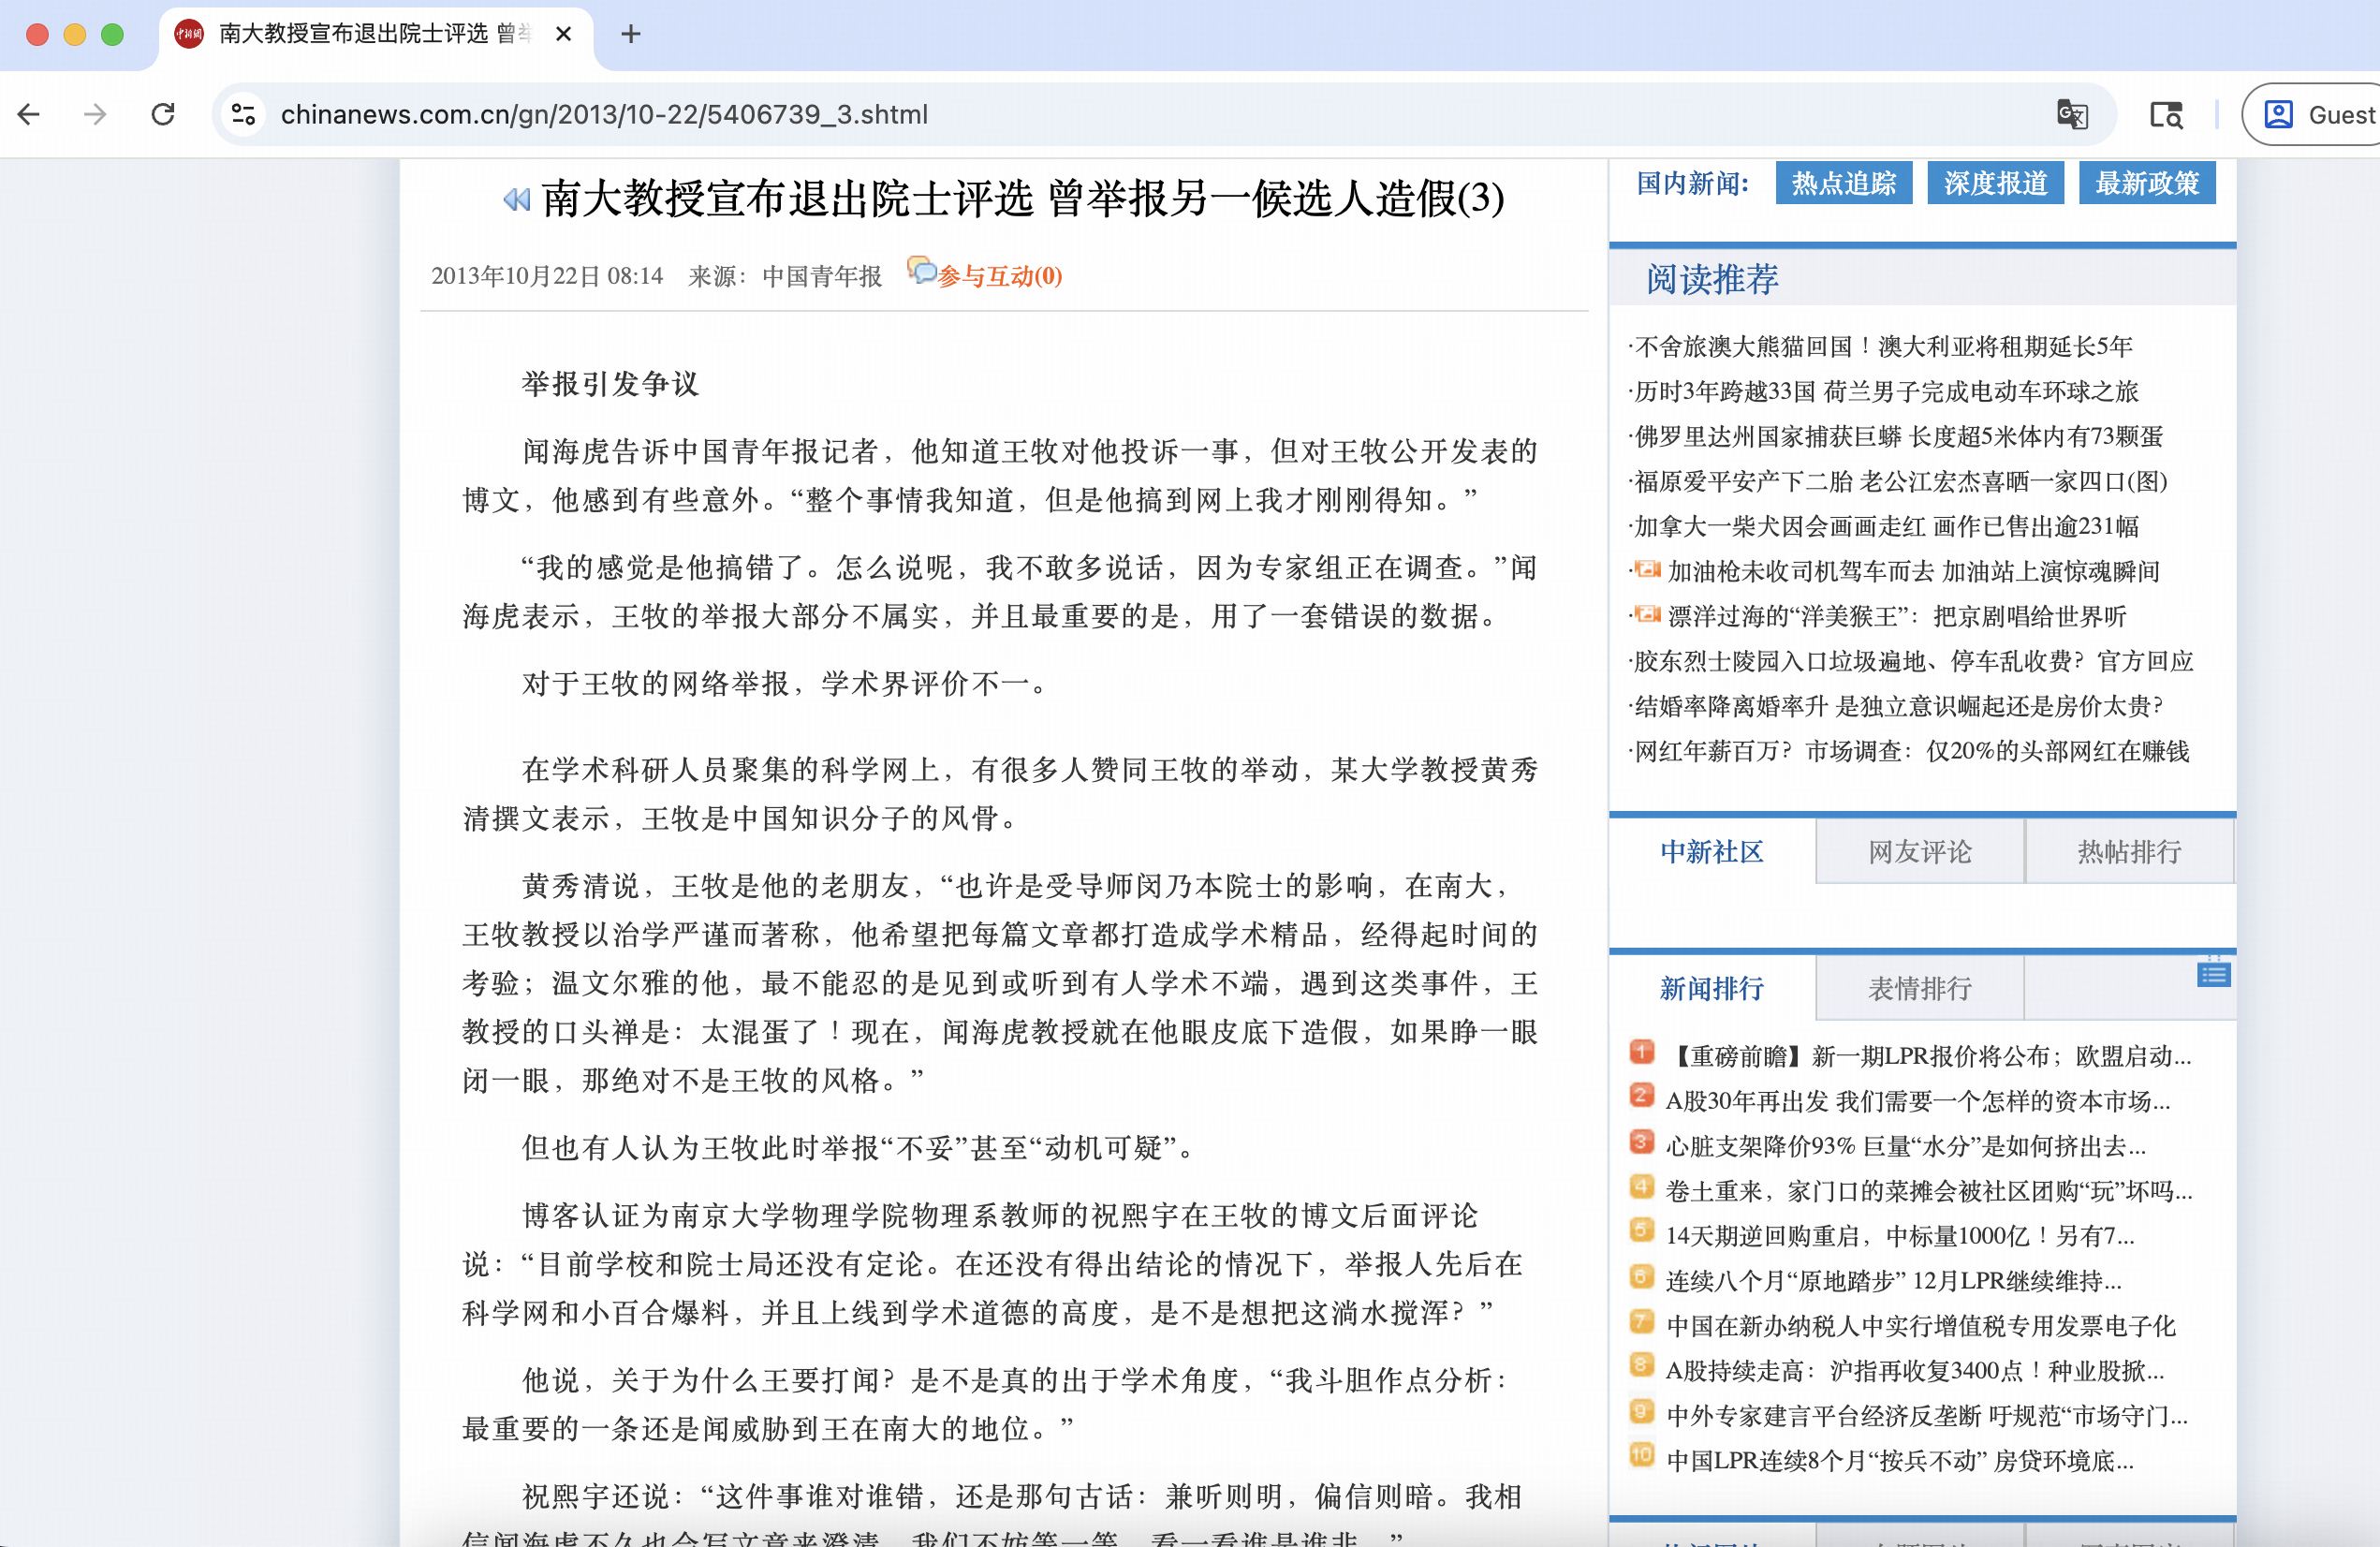 南大教授宣布退出院士评选 曾
chinanews.com.cn/gn/2013/10-22/5406739_3.shtml
Guest
南大教授宣布退出院士评选 曾举报另一候选人造假(3)
2013年10月22日 08:14 来源：中国青年报 参与互动(0)
举报引发争议
闻海虎告诉中国青年报记者，他知道王牧对他投诉一事，但对王牧公开发表的
博文，他感到有些意外。“整个事情我知道，但是他搞到网上我才刚刚得知。”
“我的感觉是他搞错了。怎么说呢，我不敢多说话，因为专家组正在调查。”闻
海虎表示，王牧的举报大部分不属实，并且最重要的是，用了一套错误的数据。
对于王牧的网络举报，学术界评价不一。
在学术科研人员聚集的科学网上，有很多人赞同王牧的举动，某大学教授黄秀
清撰文表示，王牧是中国知识分子的风骨。
黄秀清说，王牧是他的老朋友，“也许是受导师闵乃本院士的影响，在南大，
王牧教授以治学严谨而著称，他希望把每篇文章都打造成学术精品，经得起时间的
考验；温文尔雅的他，最不能忍的是见到或听到有人学术不端，遇到这类事件，王
教授的口头禅是：太混蛋了！现在，闻海虎教授就在他眼皮底下造假，如果睁一眼
闭一眼，那绝对不是王牧的风格。”
但也有人认为王牧此时举报“不妥”甚至“动机可疑”。
博客认证为南京大学物理学院物理系教师的祝熙宇在王牧的博文后面评论
说：“目前学校和院士局还没有定论。在还没有得出结论的情况下，举报人先后在
科学网和小百合爆料，并且上线到学术道德的高度，是不是想把这淌水搅浑？”
他说，关于为什么王要打闻？是不是真的出于学术角度，“我斗胆作点分析：
最重要的一条还是闻威胁到王在南大的地位。”
祝熙宇还说：“这件事谁对谁错，还是那句古话：兼听则明，偏信则暗。我相
信闻海虎不久也会写文章来澄清，我们不妨等一等，看一看谁是谁非。”
国内新闻： 热点追踪 深度报道 最新政策
阅读推荐
·不舍旅澳大熊猫回国！澳大利亚将租期延长5年
·历时3年跨越33国 荷兰男子完成电动车环球之旅
·佛罗里达州国家捕获巨蟒 长度超5米体内有73颗蛋
·福原爱平安产下二胎 老公江宏杰喜晒一家四口(图)
·加拿大一柴犬因会画画走红 画作已售出逾231幅
·加油枪未收司机驾车而去 加油站上演惊魂瞬间
·漂洋过海的“洋美猴王”：把京剧唱给世界听
·胶东烈士陵园入口垃圾遍地、停车乱收费？官方回应
·结婚率降离婚率升 是独立意识崛起还是房价太贵?
·网红年薪百万？市场调查：仅20%的头部网红在赚钱
中新社区 网友评论 热帖排行
新闻排行 表情排行
1 【重磅前瞻】新一期LPR报价将公布；欧盟启动...
2 A股30年再出发 我们需要一个怎样的资本市场...
3 心脏支架降价93% 巨量“水分”是如何挤出去...
4 卷土重来，家门口的菜摊会被社区团购“玩”坏吗...
5 14天期逆回购重启，中标量1000亿！另有7...
6 连续八个月“原地踏步” 12月LPR继续维持...
7 中国在新办纳税人中实行增值税专用发票电子化
8 A股持续走高：沪指再收复3400点！种业股掀...
9 中外专家建言平台经济反垄断 吁规范“市场守门...
10 中国LPR连续8个月“按兵不动” 房贷环境底...